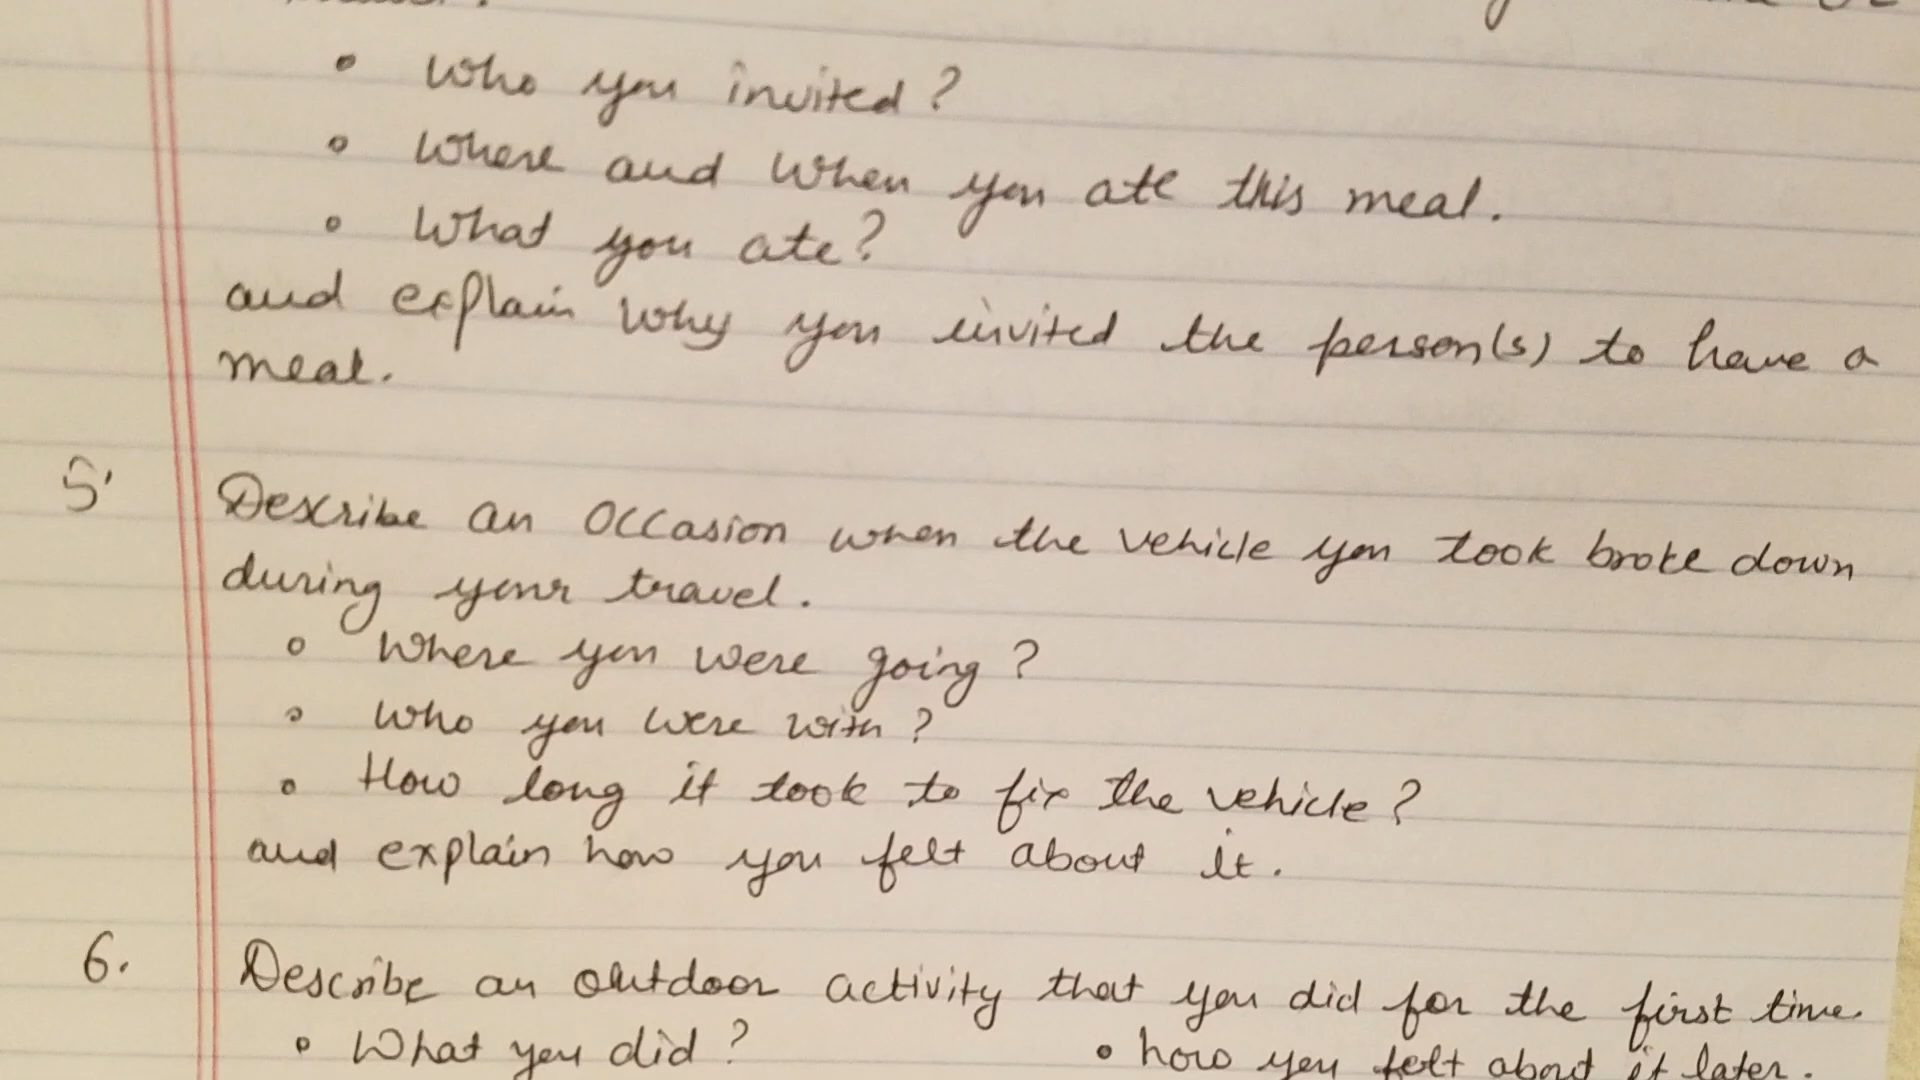 • Who you invited?
• Where and When you ate this meal.
• What you ate?
and explain why you invited the person(s) to have a
meal.
5. Describe an Occasion when the vehicle you took broke down
during your travel.
• Where you were going?
• Who you were with?
• How long it took to fix the vehicle?
and explain how you felt about it.
6. Describe an outdoor activity that you did for the first time.
• What you did? • how you felt about it later.